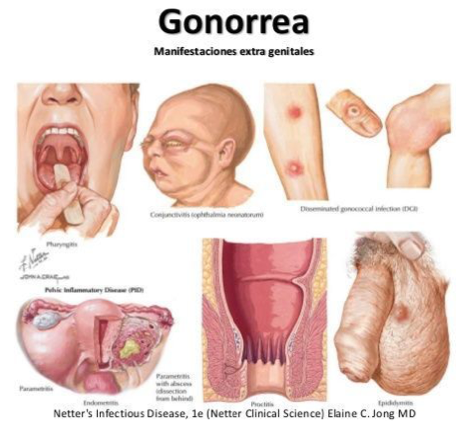 Gonorrea
Manifestaciones extra genitales
Conjunctivitis (ophthalmia neonatorum)
Disseminated gonococcal infection (DGI)
Pharyngitis
F. Netter
Pelvic Inflammatory Disease (PID)
Parametritis
Endometritis
Parametritis
with abscess
(dissection
from behind)
Proctitis
Epididymitis
Netter's Infectious Disease, 1e (Netter Clinical Science) Elaine C. Jong MD